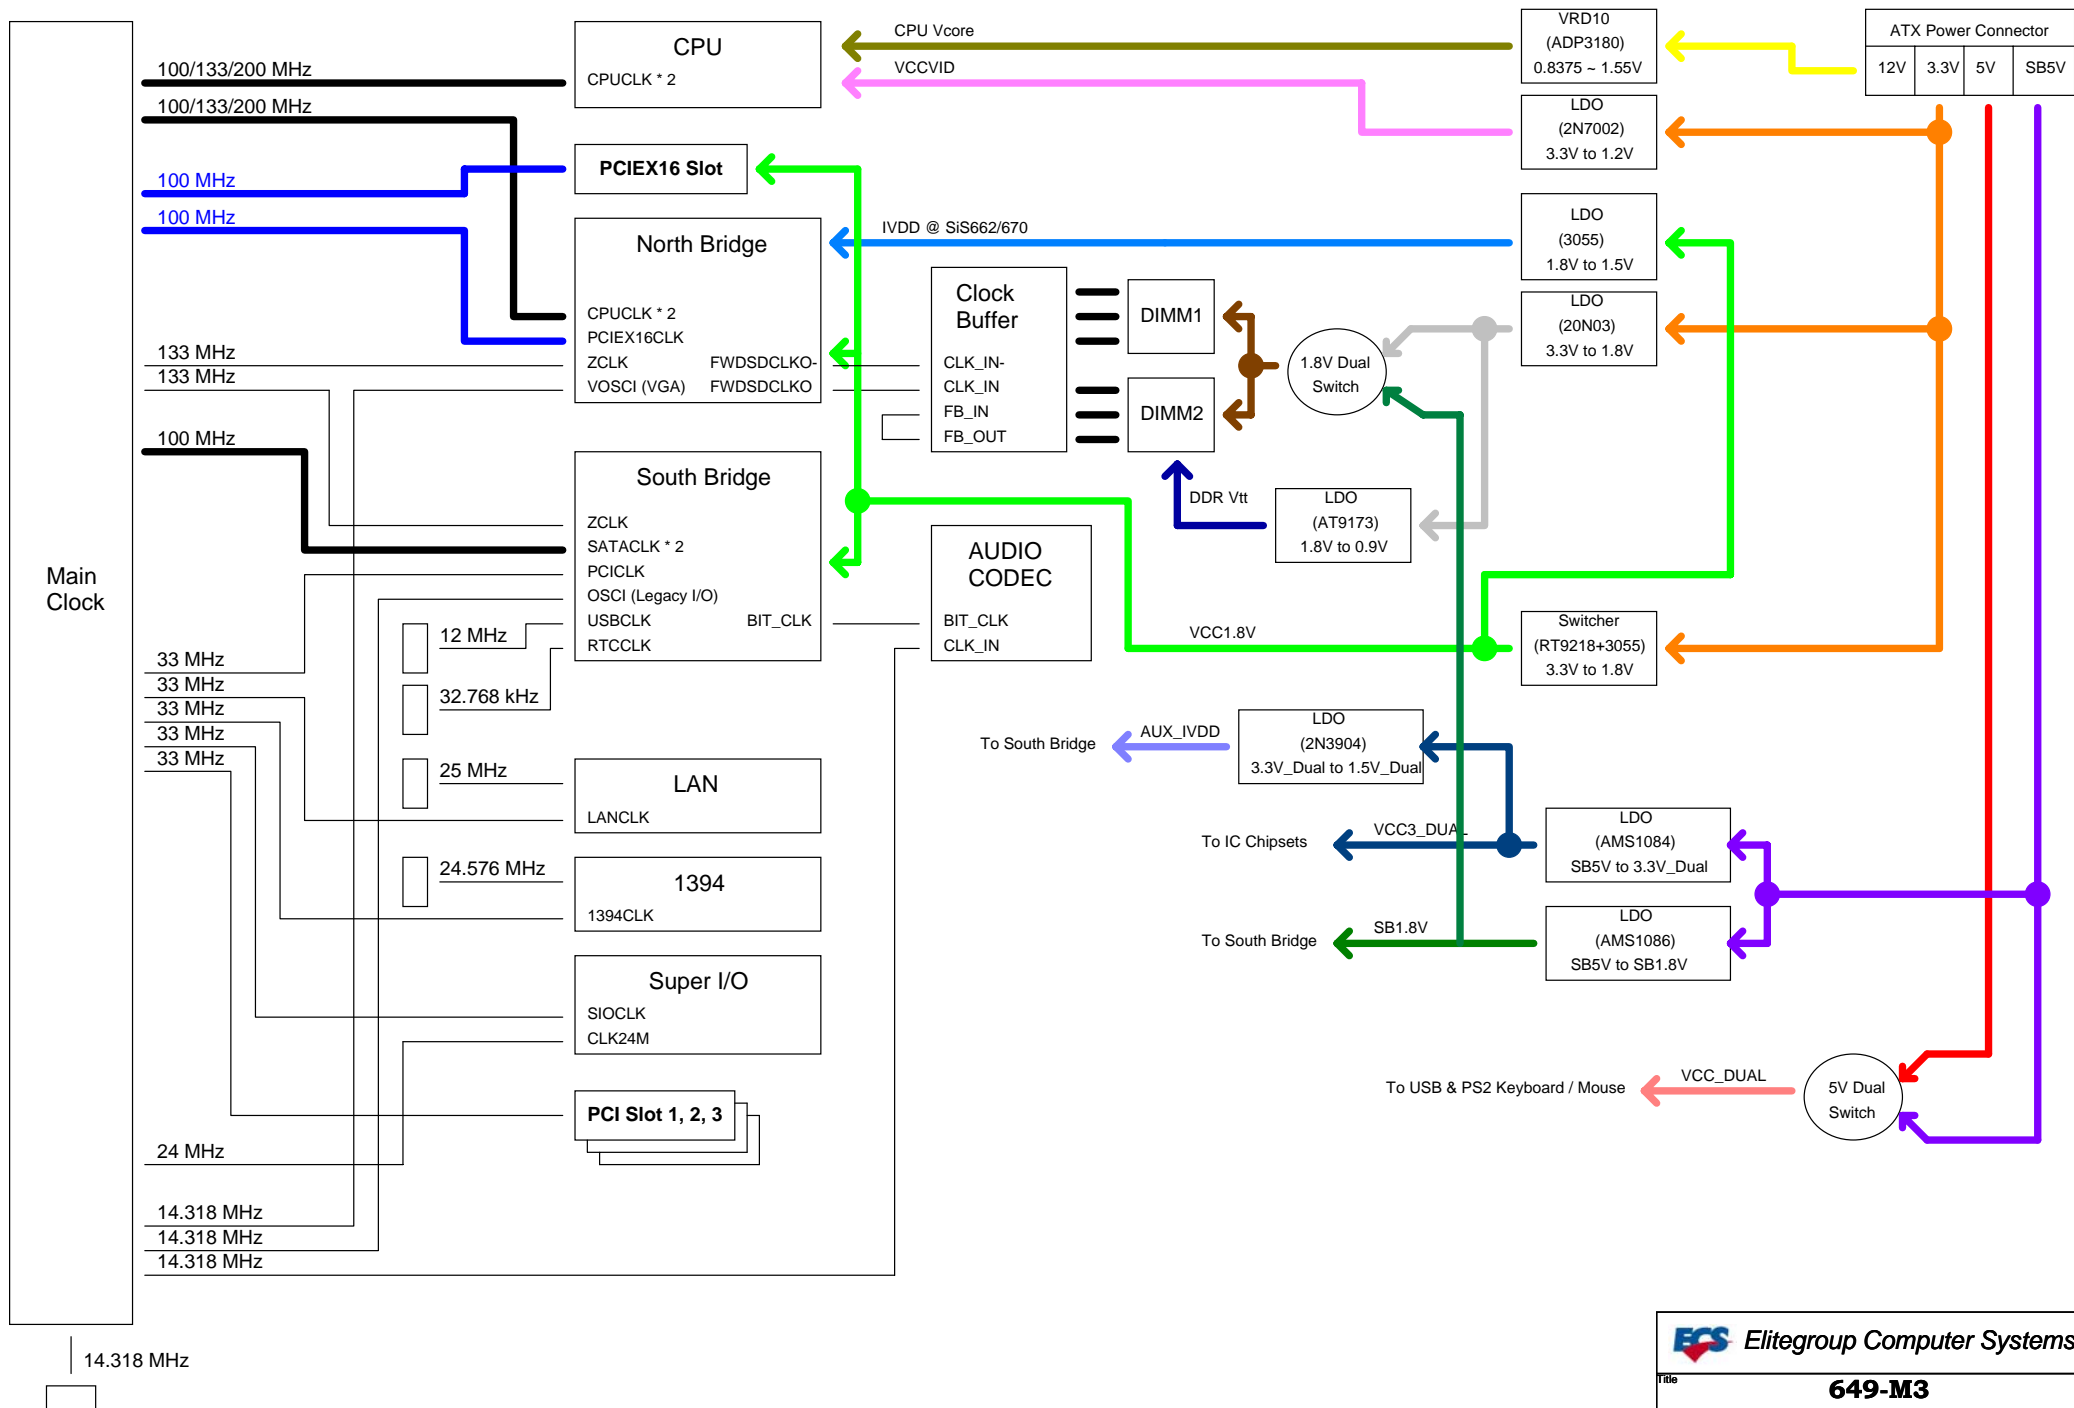 Main
Clock
100/133/200 MHz
100/133/200 MHz
100 MHz
100 MHz
133 MHz
133 MHz
100 MHz
33 MHz
33 MHz
33 MHz
33 MHz
33 MHz
24 MHz
14.318 MHz
14.318 MHz
14.318 MHz
14.318 MHz
12 MHz
32.768 kHz
25 MHz
24.576 MHz
CPU
CPUCLK * 2
PCIEX16 Slot
North Bridge
CPUCLK * 2
PCIEX16CLK
ZCLK FWDSDCLKO-
VOSCI (VGA) FWDSDCLKO
South Bridge
ZCLK
SATACLK * 2
PCICLK
OSCI (Legacy I/O)
USBCLK BIT_CLK
RTCCLK
LAN
LANCLK
1394
1394CLK
Super I/O
SIOCLK
CLK24M
PCI Slot 1, 2, 3
Clock
Buffer
CLK_IN-
CLK_IN
FB_IN
FB_OUT
AUDIO
CODEC
BIT_CLK
CLK_IN
DIMM1
DIMM2
CPU Vcore
VCCVID
IVDD @ SiS662/670
1.8V Dual
Switch
DDR Vtt
LDO
(AT9173)
1.8V to 0.9V
VCC1.8V
VRD10
(ADP3180)
0.8375 ~ 1.55V
LDO
(2N7002)
3.3V to 1.2V
LDO
(3055)
1.8V to 1.5V
LDO
(20N03)
3.3V to 1.8V
Switcher
(RT9218+3055)
3.3V to 1.8V
ATX Power Connector
12V 3.3V 5V SB5V
To South Bridge
AUX_IVDD
LDO
(2N3904)
3.3V_Dual to 1.5V_Dual
To IC Chipsets
VCC3_DUAL
LDO
(AMS1084)
SB5V to 3.3V_Dual
To South Bridge
SB1.8V
LDO
(AMS1086)
SB5V to SB1.8V
To USB & PS2 Keyboard / Mouse
VCC_DUAL
5V Dual
Switch
ECS Elitegroup Computer Systems
Title
649-M3